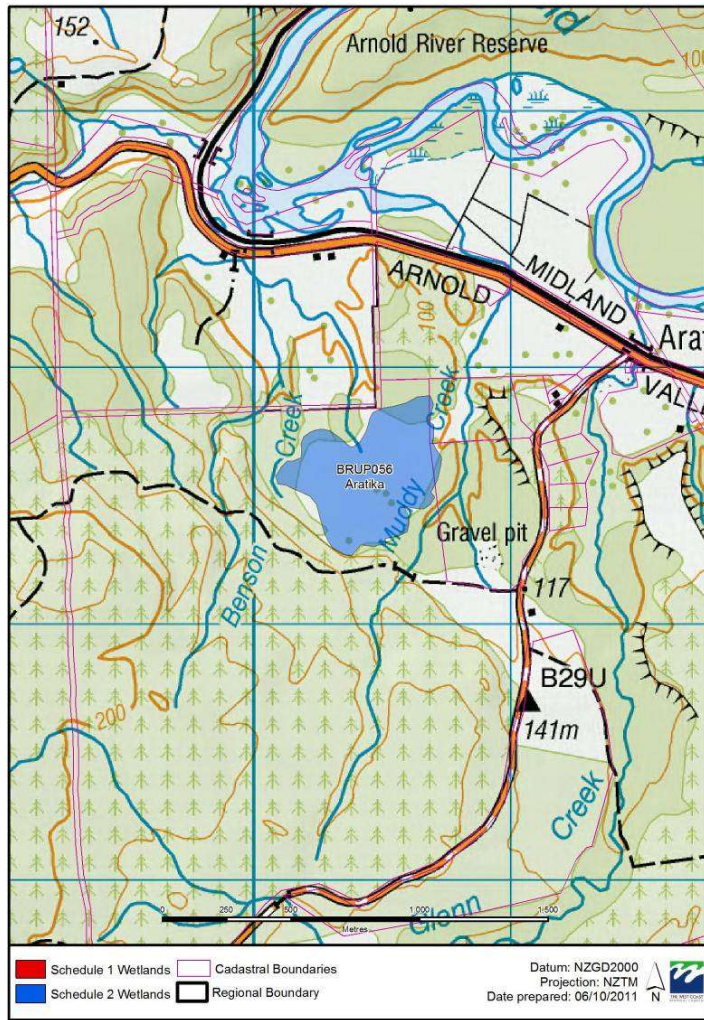 152
Arnold River Reserve
100
ARNOLD
MIDLAND
100
Creek
Creek
VALL
BRUP056
Aratika
Muddy
Gravel pit
Benson
117
B29U
141m
200
Creek
Glenn
0 250 500 1,000 1,500
Metres
Schedule 1 Wetlands
Cadastral Boundaries
Schedule 2 Wetlands
Regional Boundary
Datum: NZGD2000
Projection: NZTM
Date prepared: 06/10/2011
N